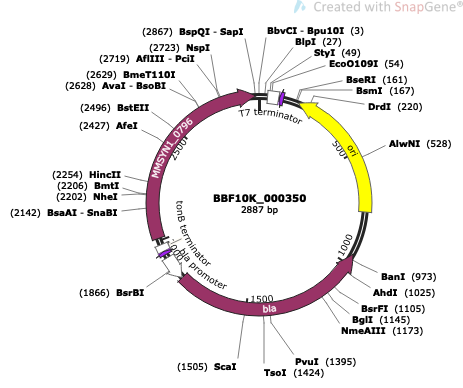 Created with SnapGene®
(2867) BspQI - SapI
(2723) NspI
(2719) AflIII - PciI
(2629) BmeT110I
(2628) AvaI - BsoBI
(2496) BstEII
(2427) AfeI
(2254) HincII
(2206) BmtI
(2202) NheI
(2142) BsaAI - SnaBI
(1866) BsrBI
(1505) ScaI
TsoI (1424)
PvuI (1395)
NmeAIII (1173)
BglI (1145)
BsrFI (1105)
AhdI (1025)
BanI (973)
AlwNI (528)
DrdI (220)
BsmI (167)
BseRI (161)
EcoO109I (54)
StyI (49)
BlpI (27)
BbvCI - Bpu10I (3)
T7 terminator
MMSYN1_0796
2500
ori
500
BBF10K_000350
2887 bp
tonB terminator
bla promoter
1000
1500
bla